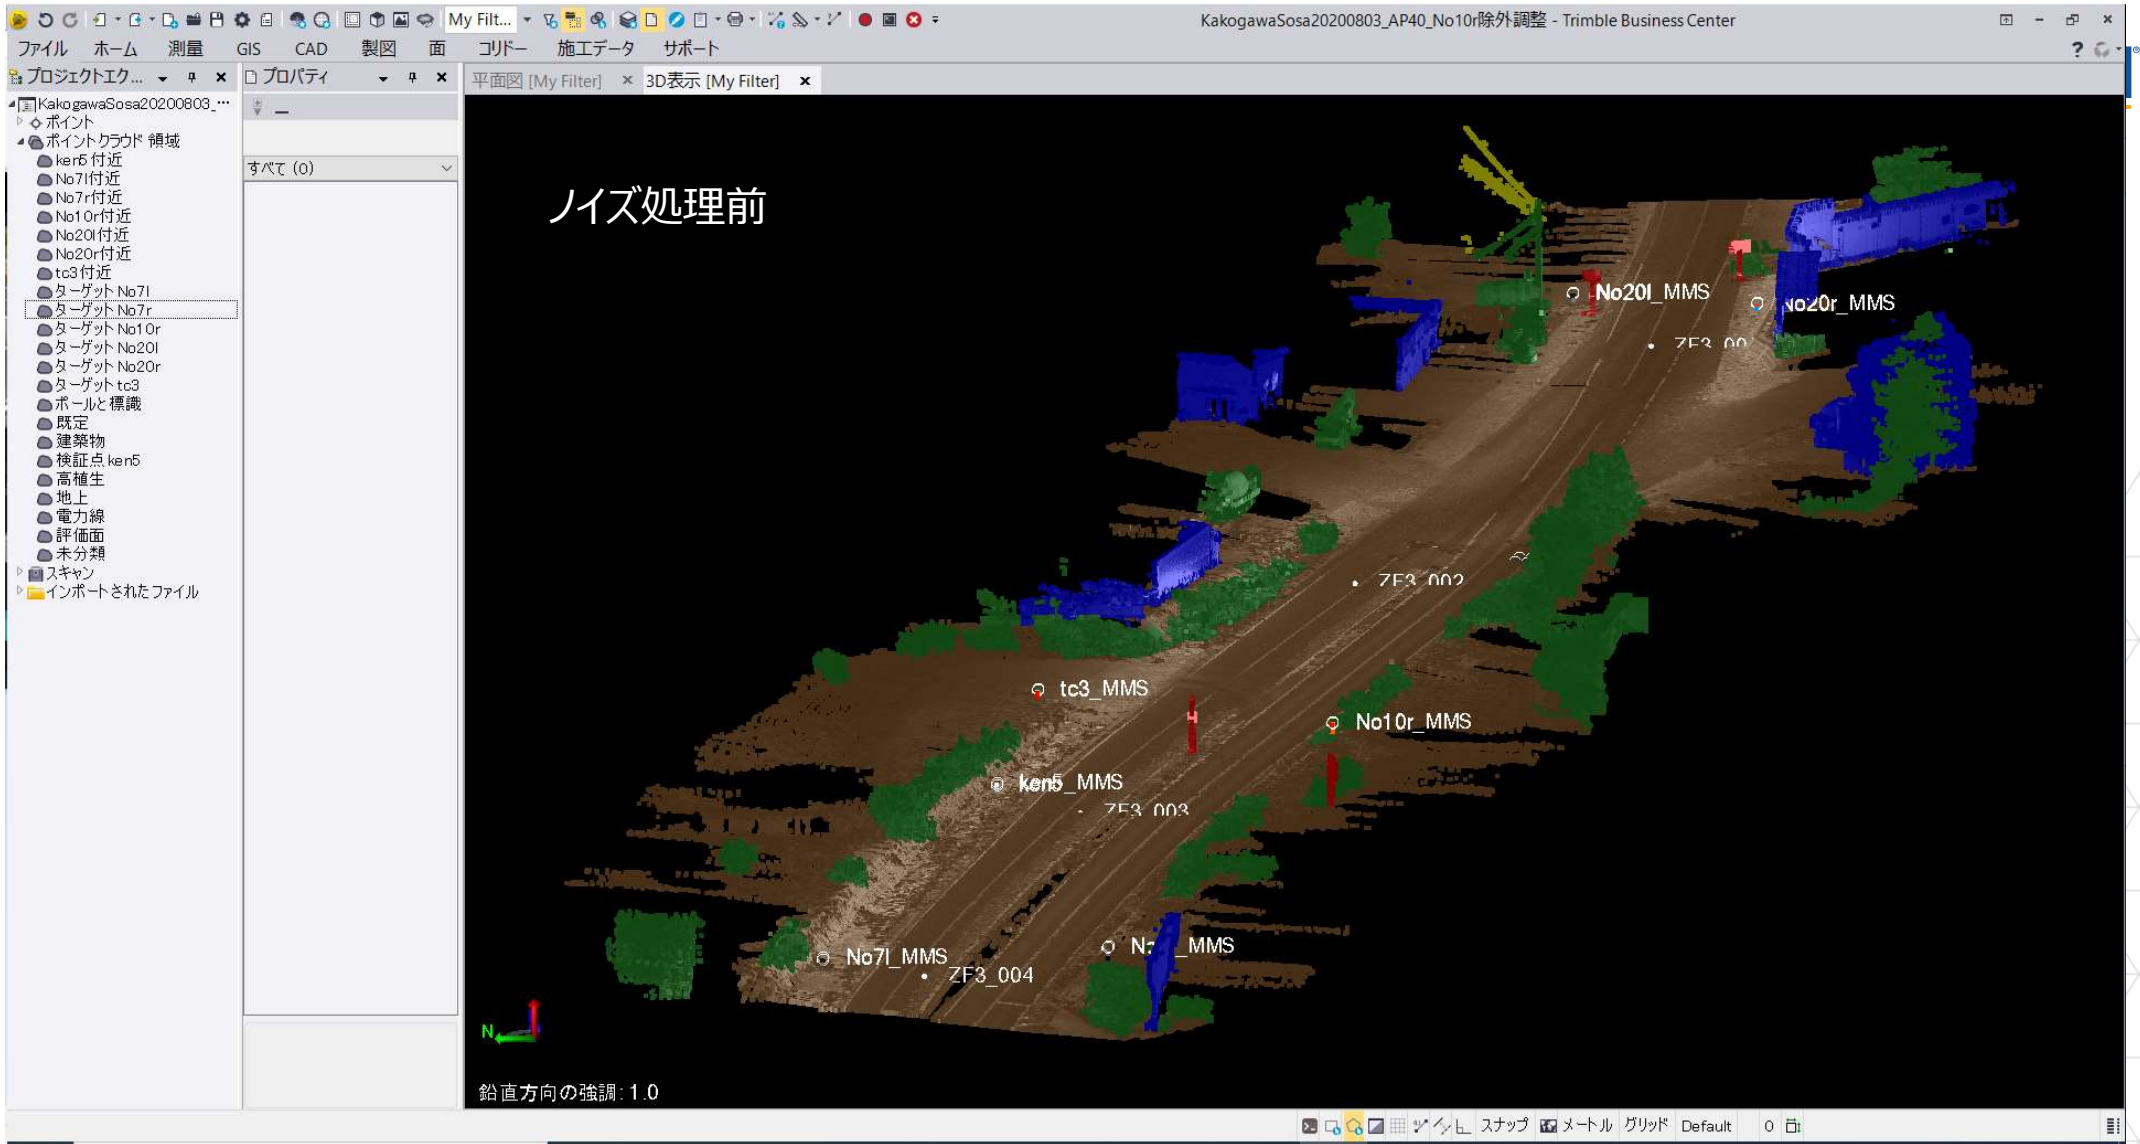 My Filt...
KakogawaSosa20200803_AP40_No10r除外調整 - Trimble Business Center
ファイル ホーム 測量 GIS CAD 製図 面 コリドー 施工データ サポート
プロジェクトエク...
プロパティ
平面図 [My Filter]
3D表示 [My Filter]
KakogawaSosa20200803_...
ポイント
ポイントクラウド 領域
ken5 付近
No7l付近
No7r付近
No10r付近
No20l付近
No20r付近
tc3付近
ターゲット No7l
ターゲット No7r
ターゲット No10r
ターゲット No20l
ターゲット No20r
ターゲット tc3
ポールと標識
既定
建築物
検証点 ken5
高植生
地上
電力線
評価面
未分類
スキャン
インポートされたファイル
すべて (0)
ノイズ処理前
No20l_MMS
No20r_MMS
ZF3_002
tc3_MMS
No10r_MMS
ken5_MMS
ZF3_003
No7l_MMS
_MMS
ZF3_004
N
鉛直方向の強調: 1.0
スナップ メートル グリッド Default 0